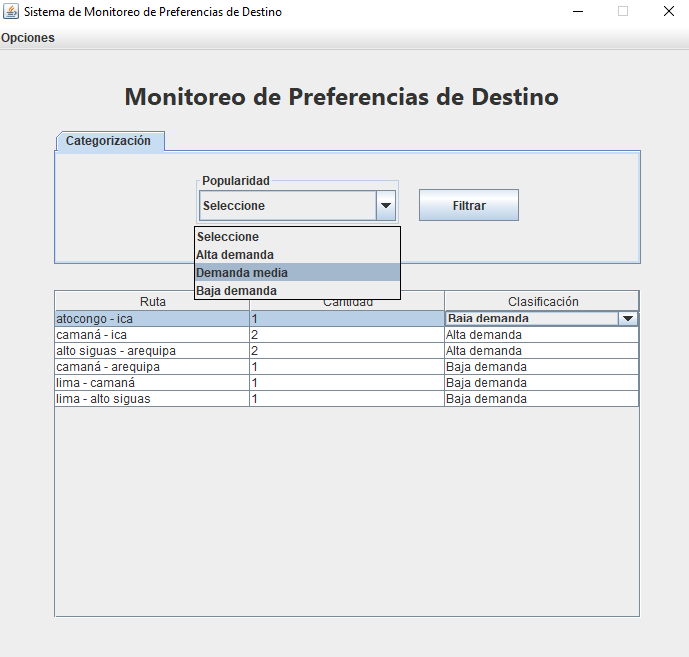 Sistema de Monitoreo de Preferencias de Destino
Opciones
Monitoreo de Preferencias de Destino
Categorización
Popularidad
Seleccione
Filtrar
Seleccione
Alta demanda
Demanda media
Baja demanda
Ruta Cantidad Clasificación
atocongo - ica 1 Baja demanda
camaná - ica 2 Alta demanda
alto siguas - arequipa 2 Alta demanda
camaná - arequipa 1 Baja demanda
lima - camaná 1 Baja demanda
lima - alto siguas 1 Baja demanda